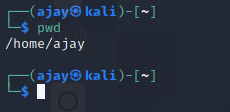 ┌──(ajay㉿kali)-[~]
└─$ pwd
/home/ajay
┌──(ajay㉿kali)-[~]
└─$